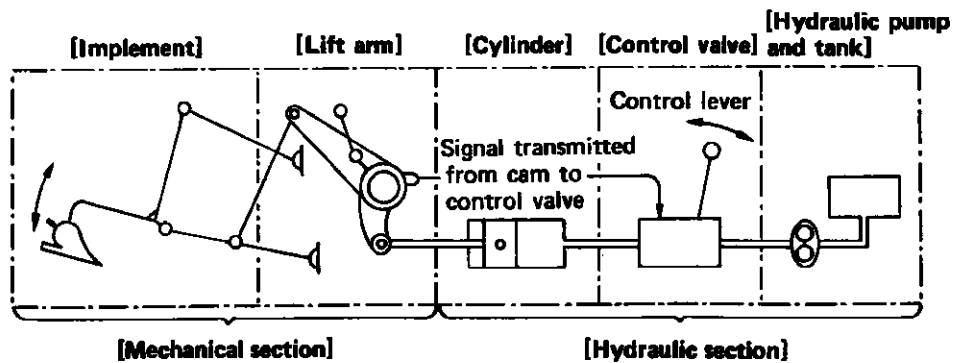 [Implement]
[Lift arm]
[Cylinder]
[Control valve]
[Hydraulic pump
and tank]
Control lever
Signal transmitted
from cam to
control valve
[Mechanical section]
[Hydraulic section]